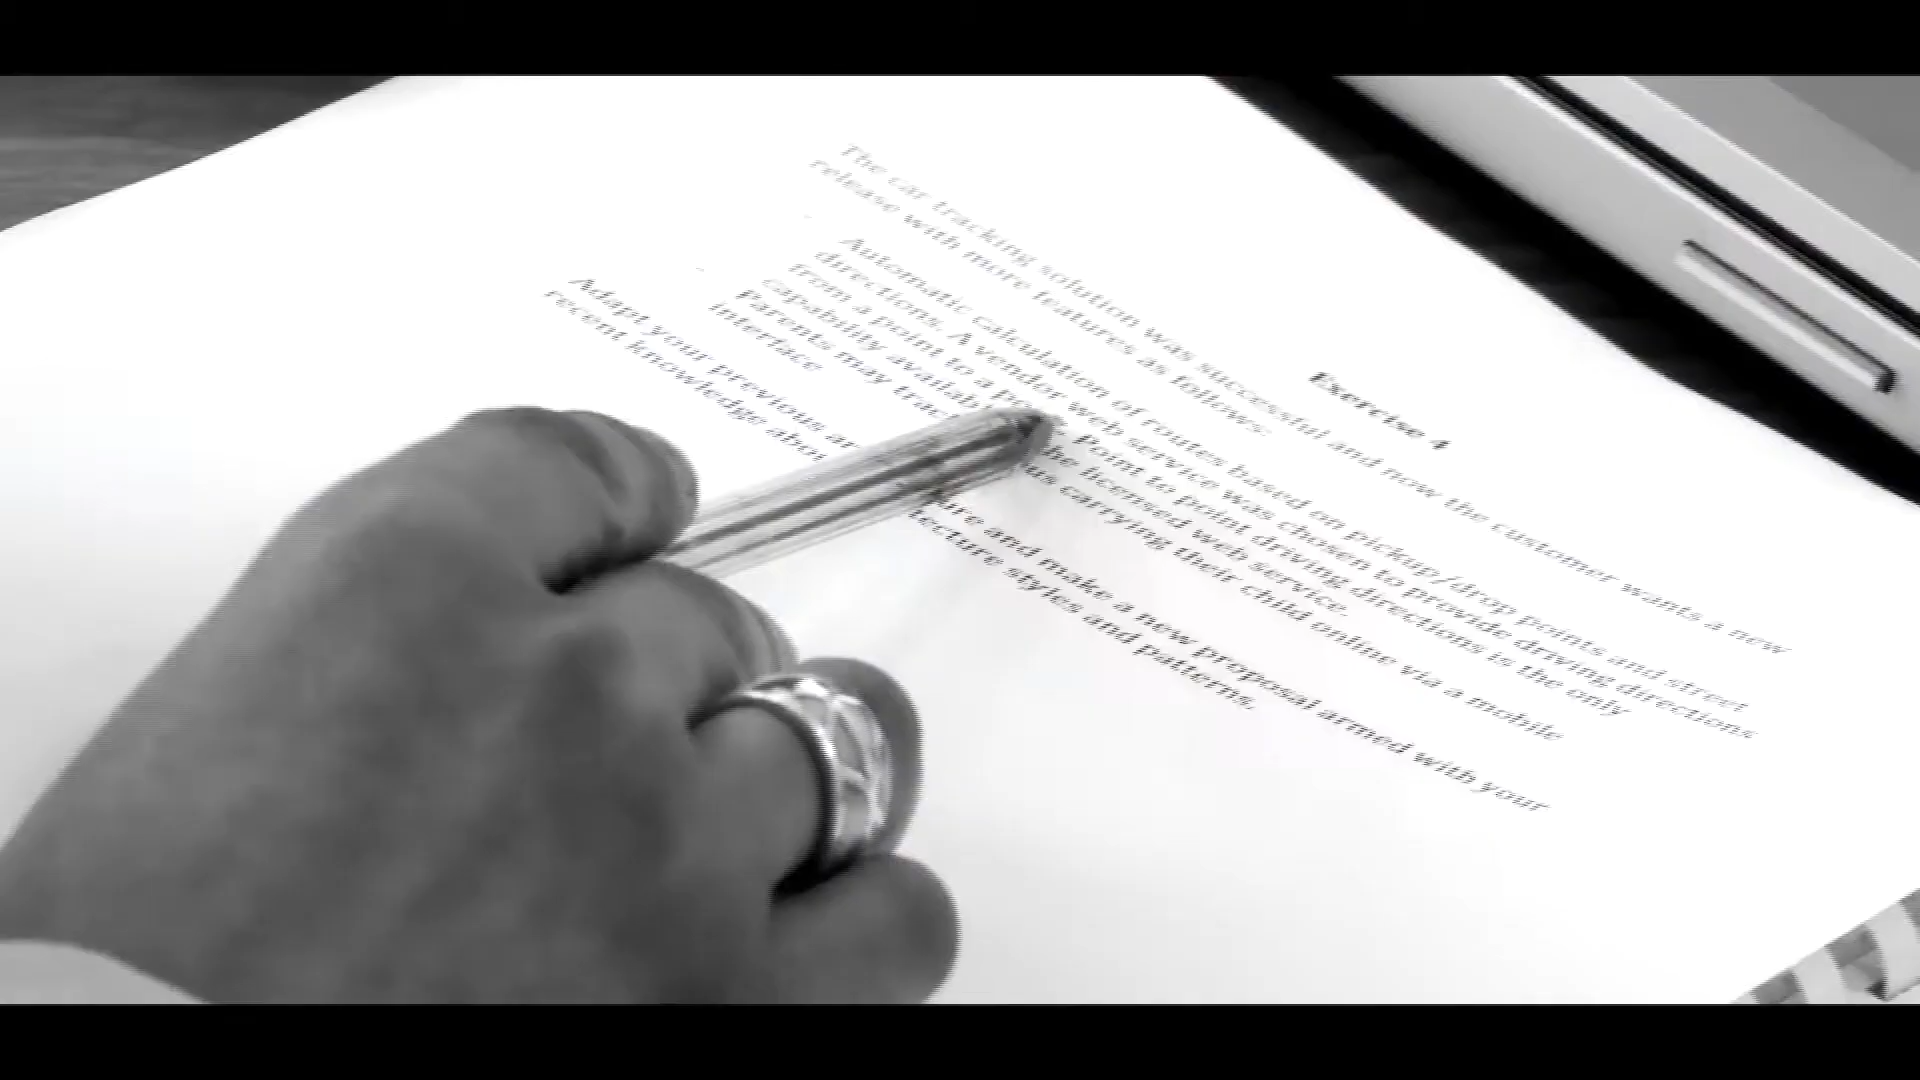 Exercise 4
The car tracking solution was successful and now the customer wants a new
release with more features as follows:
Automatic calculation of routes based on pickup/drop points and street
directions. A vendor web service was chosen to provide driving directions
from a point to a Point to point driving directions is the only
capability the licensed web service.
Parents may carrying their child online via a mobile
interface
Adapt your previous and make a new proposal armed with your
recent knowledge styles and patterns.